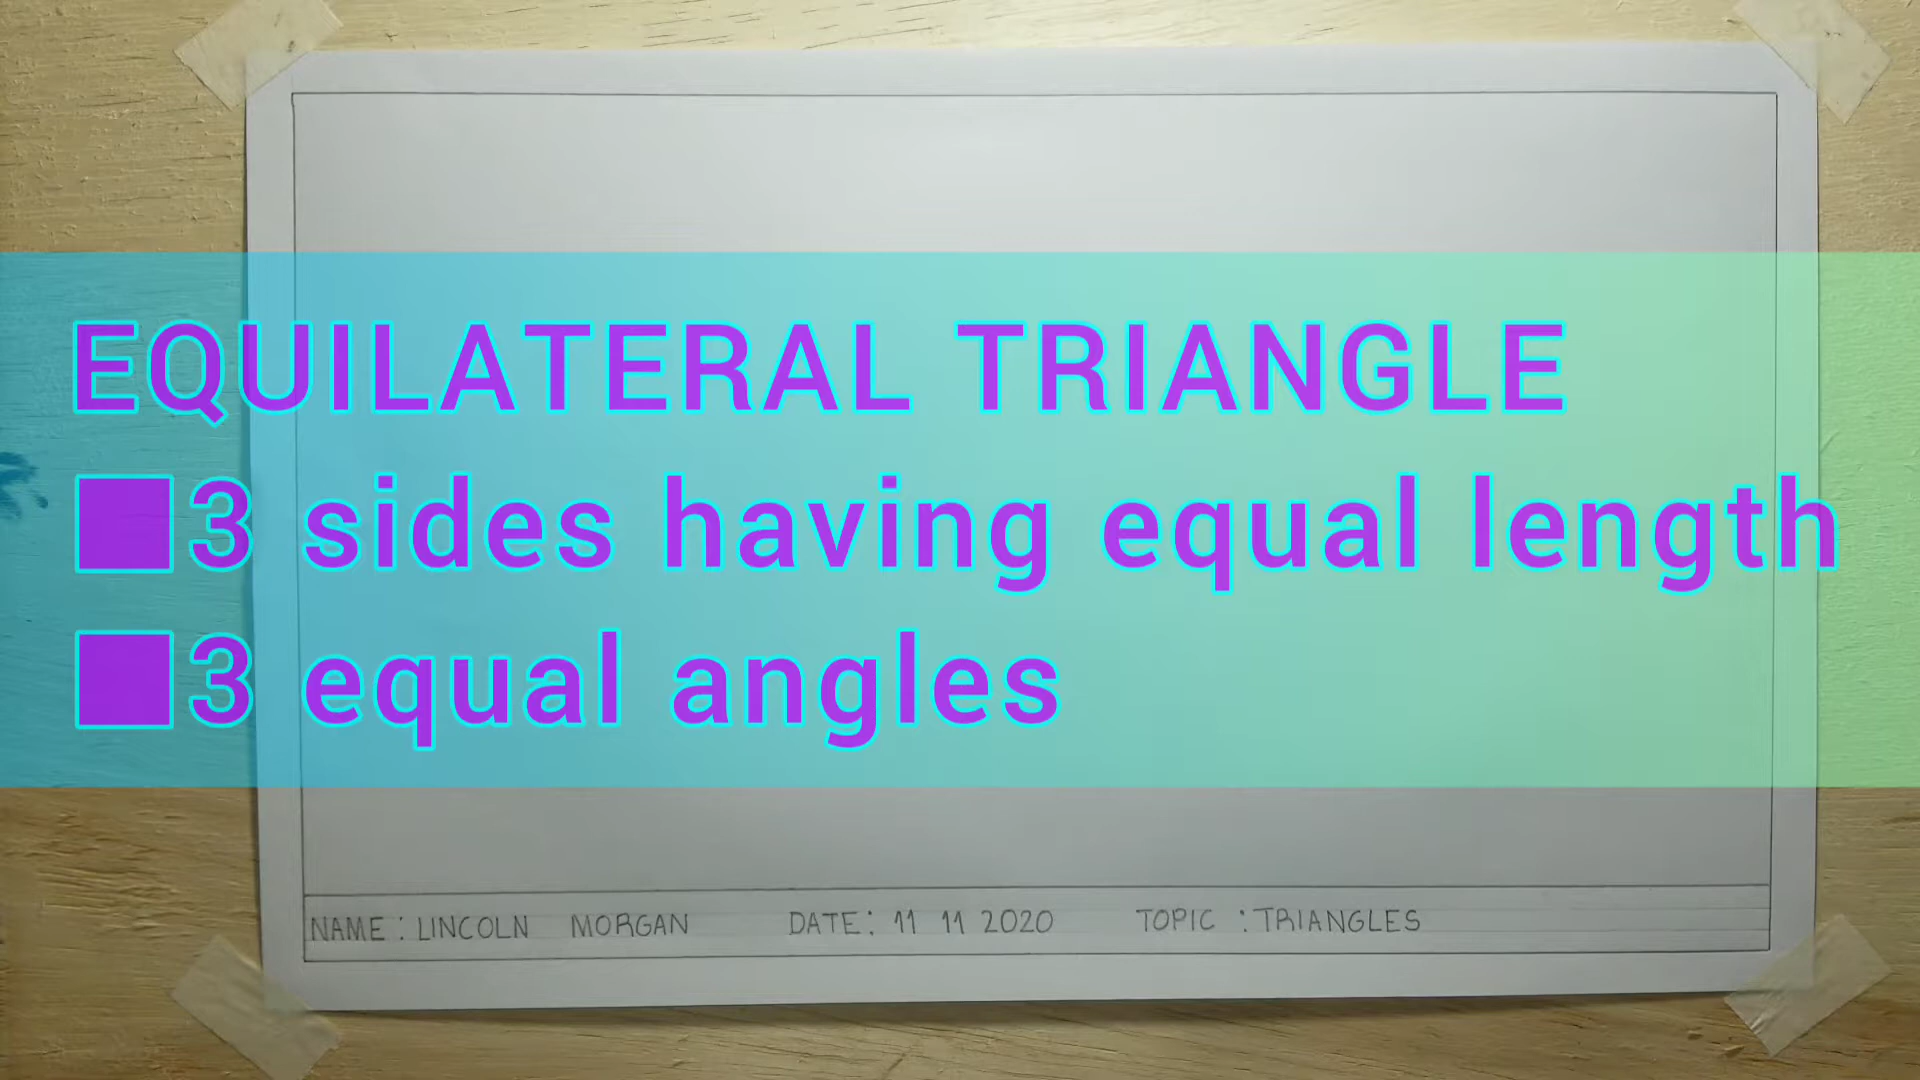 EQUILATERAL TRIANGLE
■3 sides having equal length
■3 equal angles
NAME : LINCOLN MORGAN DATE: 11 11 2020 TOPIC : TRIANGLES